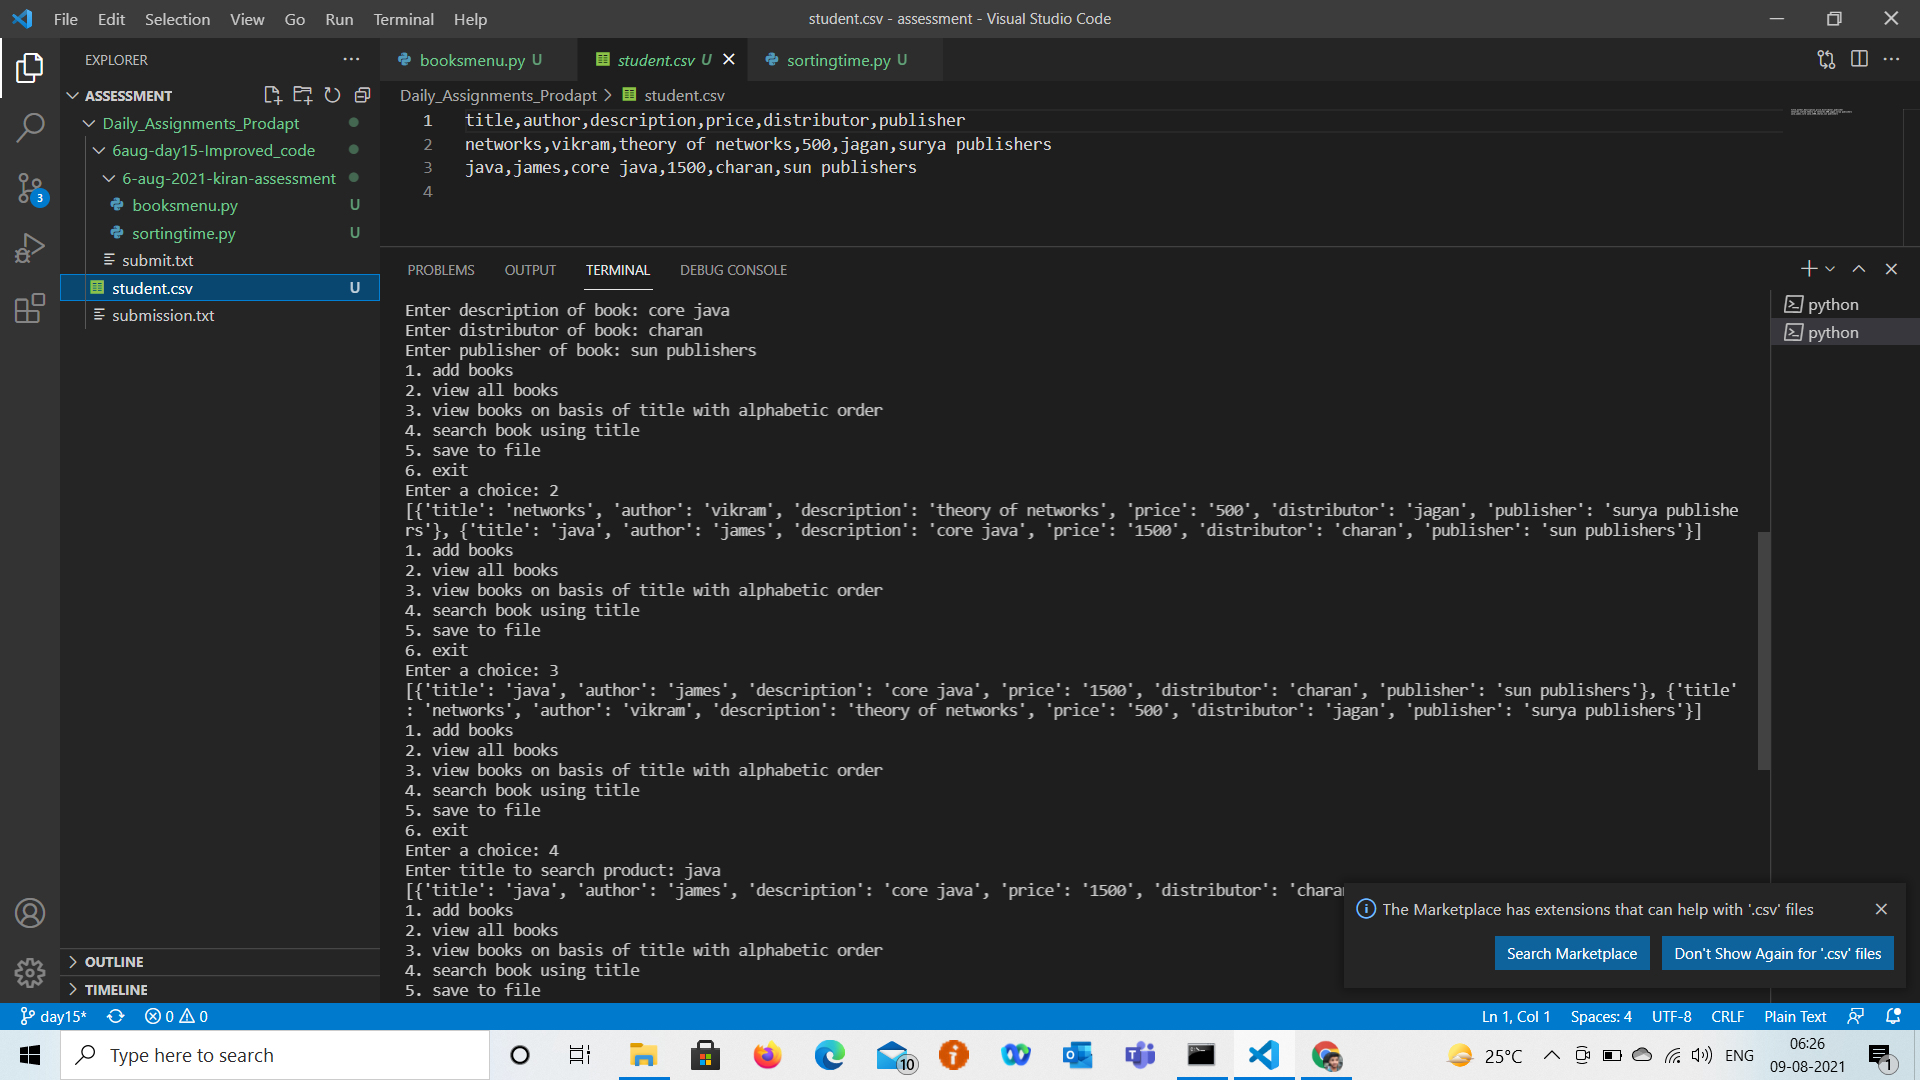 File Edit Selection View Go Run Terminal Help
student.csv - assessment - Visual Studio Code
EXPLORER
ASSESSMENT
Daily_Assignments_Prodapt
6aug-day15-Improved_code
6-aug-2021-kiran-assessment
booksmenu.py U
sortingtime.py U
submit.txt
student.csv U
submission.txt
OUTLINE
TIMELINE
3
booksmenu.py U
student.csv U
sortingtime.py U
Daily_Assignments_Prodapt > student.csv
1 title,author,description,price,distributor,publisher
2 networks,vikram,theory of networks,500,jagan,surya publishers
3 java,james,core java,1500,charan,sun publishers
4
PROBLEMS OUTPUT TERMINAL DEBUG CONSOLE
Enter description of book: core java
Enter distributor of book: charan
Enter publisher of book: sun publishers
1. add books
2. view all books
3. view books on basis of title with alphabetic order
4. search book using title
5. save to file
6. exit
Enter a choice: 2
[{'title': 'networks', 'author': 'vikram', 'description': 'theory of networks', 'price': '500', 'distributor': 'jagan', 'publisher': 'surya publishe
rs'}, {'title': 'java', 'author': 'james', 'description': 'core java', 'price': '1500', 'distributor': 'charan', 'publisher': 'sun publishers'}]
1. add books
2. view all books
3. view books on basis of title with alphabetic order
4. search book using title
5. save to file
6. exit
Enter a choice: 3
[{'title': 'java', 'author': 'james', 'description': 'core java', 'price': '1500', 'distributor': 'charan', 'publisher': 'sun publishers'}, {'title'
: 'networks', 'author': 'vikram', 'description': 'theory of networks', 'price': '500', 'distributor': 'jagan', 'publisher': 'surya publishers'}]
1. add books
2. view all books
3. view books on basis of title with alphabetic order
4. search book using title
5. save to file
6. exit
Enter a choice: 4
Enter title to search product: java
[{'title': 'java', 'author': 'james', 'description': 'core java', 'price': '1500', 'distributor': 'charan
1. add books
2. view all books
3. view books on basis of title with alphabetic order
4. search book using title
5. save to file
python
python
The Marketplace has extensions that can help with '.csv' files
Search Marketplace
Don't Show Again for '.csv' files
day15* 0 0
Ln 1, Col 1 Spaces: 4 UTF-8 CRLF Plain Text
Type here to search
10
25°C
ENG
06:26
09-08-2021
1